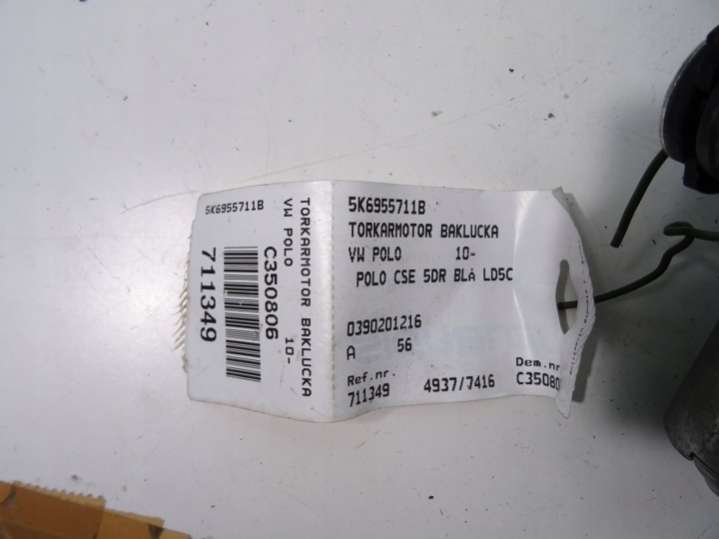 5K6955711B
TORKARMOTOR BAKLUCKA
VW POLO 10-
C350806
711349
5K6955711B
TORKARMOTOR BAKLUCKA
VW POLO 10-
POLO CSE 5DR BLÅ LD5C
0390201216
A 56
Ref.nr. Dem.nr
711349 4937/7416 C35080